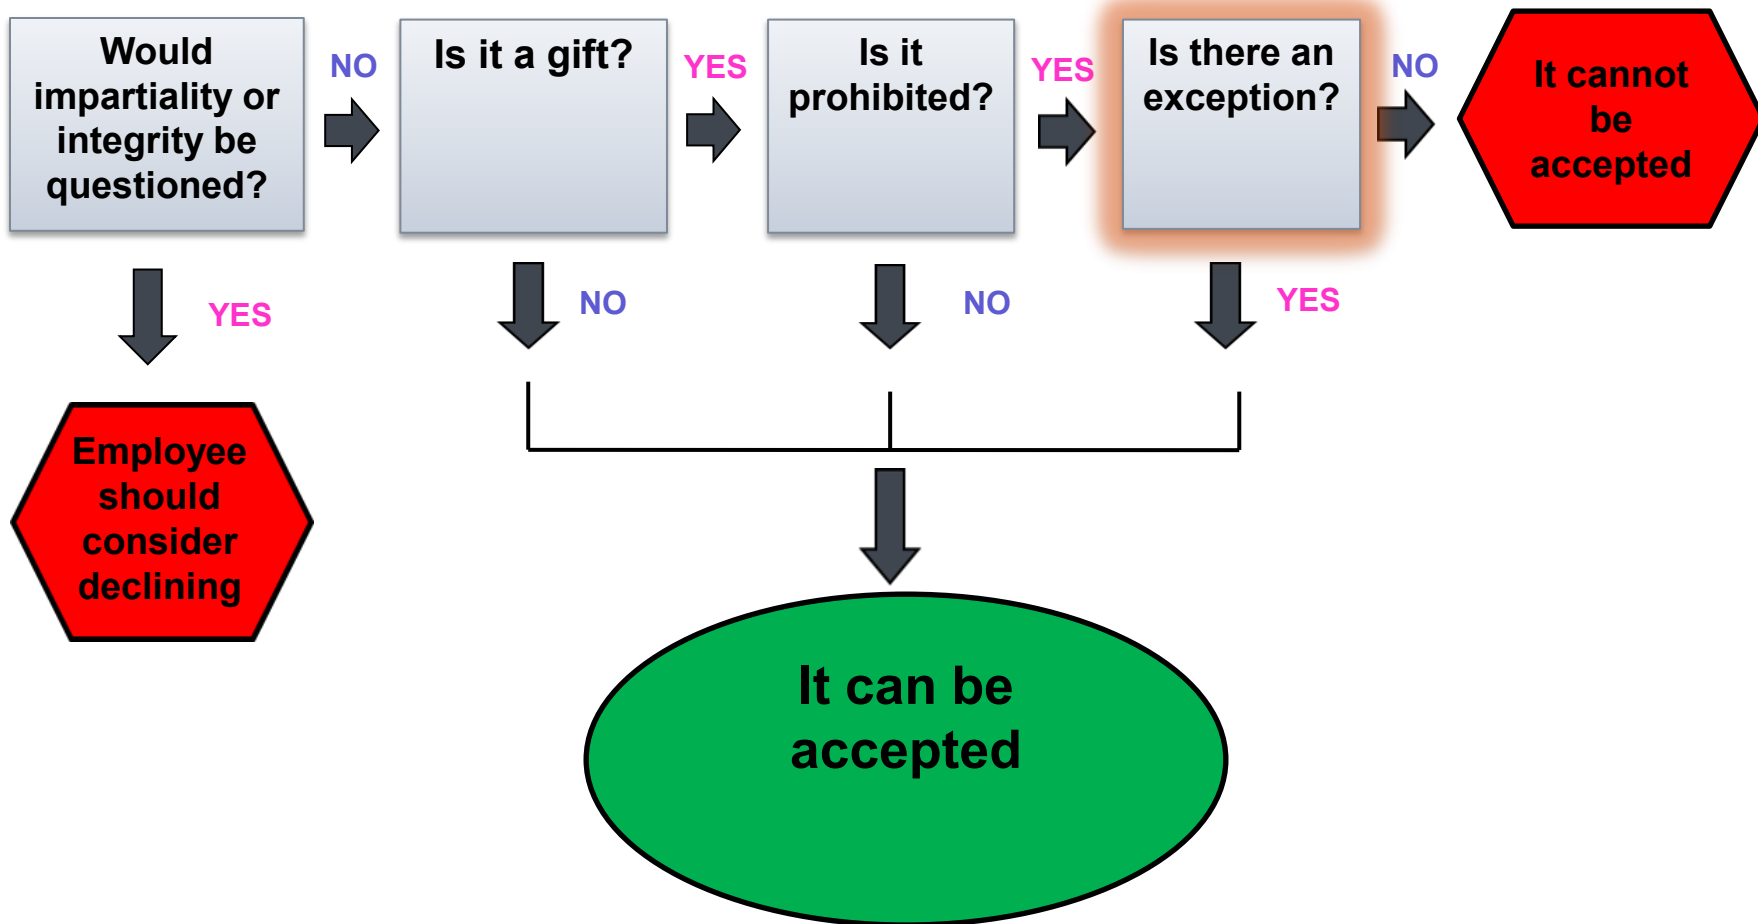 Would
impartiality or
integrity be
questioned?
NO
Is it a gift?
YES
Is it
prohibited?
YES
Is there an
exception?
NO
It cannot
be
accepted
YES
NO
NO
YES
Employee
should
consider
declining
It can be
accepted